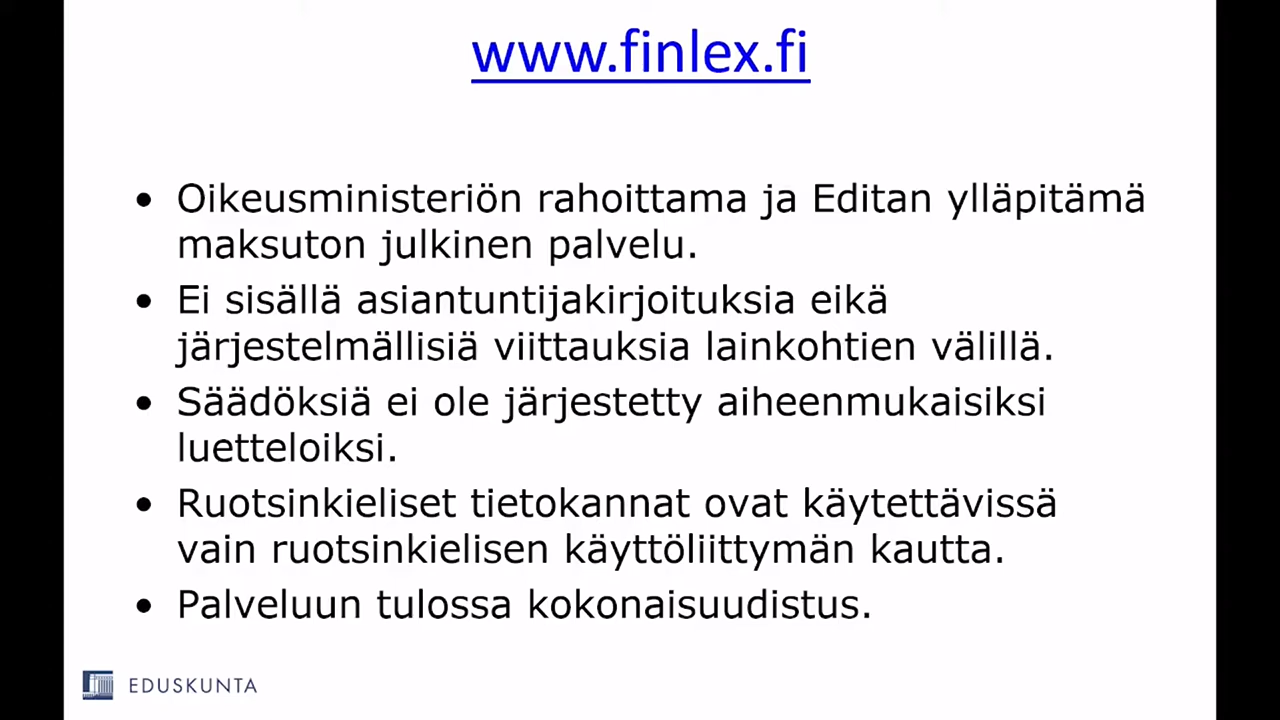 www.finlex.fi
• Oikeusministeriön rahoittama ja Editan ylläpitämä
maksuton julkinen palvelu.
• Ei sisällä asiantuntijakirjoituksia eikä
järjestelmällisiä viittauksia lainkohtien välillä.
• Säädöksiä ei ole järjestetty aiheenmukaisiksi
luetteloiksi.
• Ruotsinkieliset tietokannat ovat käytettävissä
vain ruotsinkielisen käyttöliittymän kautta.
• Palveluun tulossa kokonaisuudistus.
EDUSKUNTA